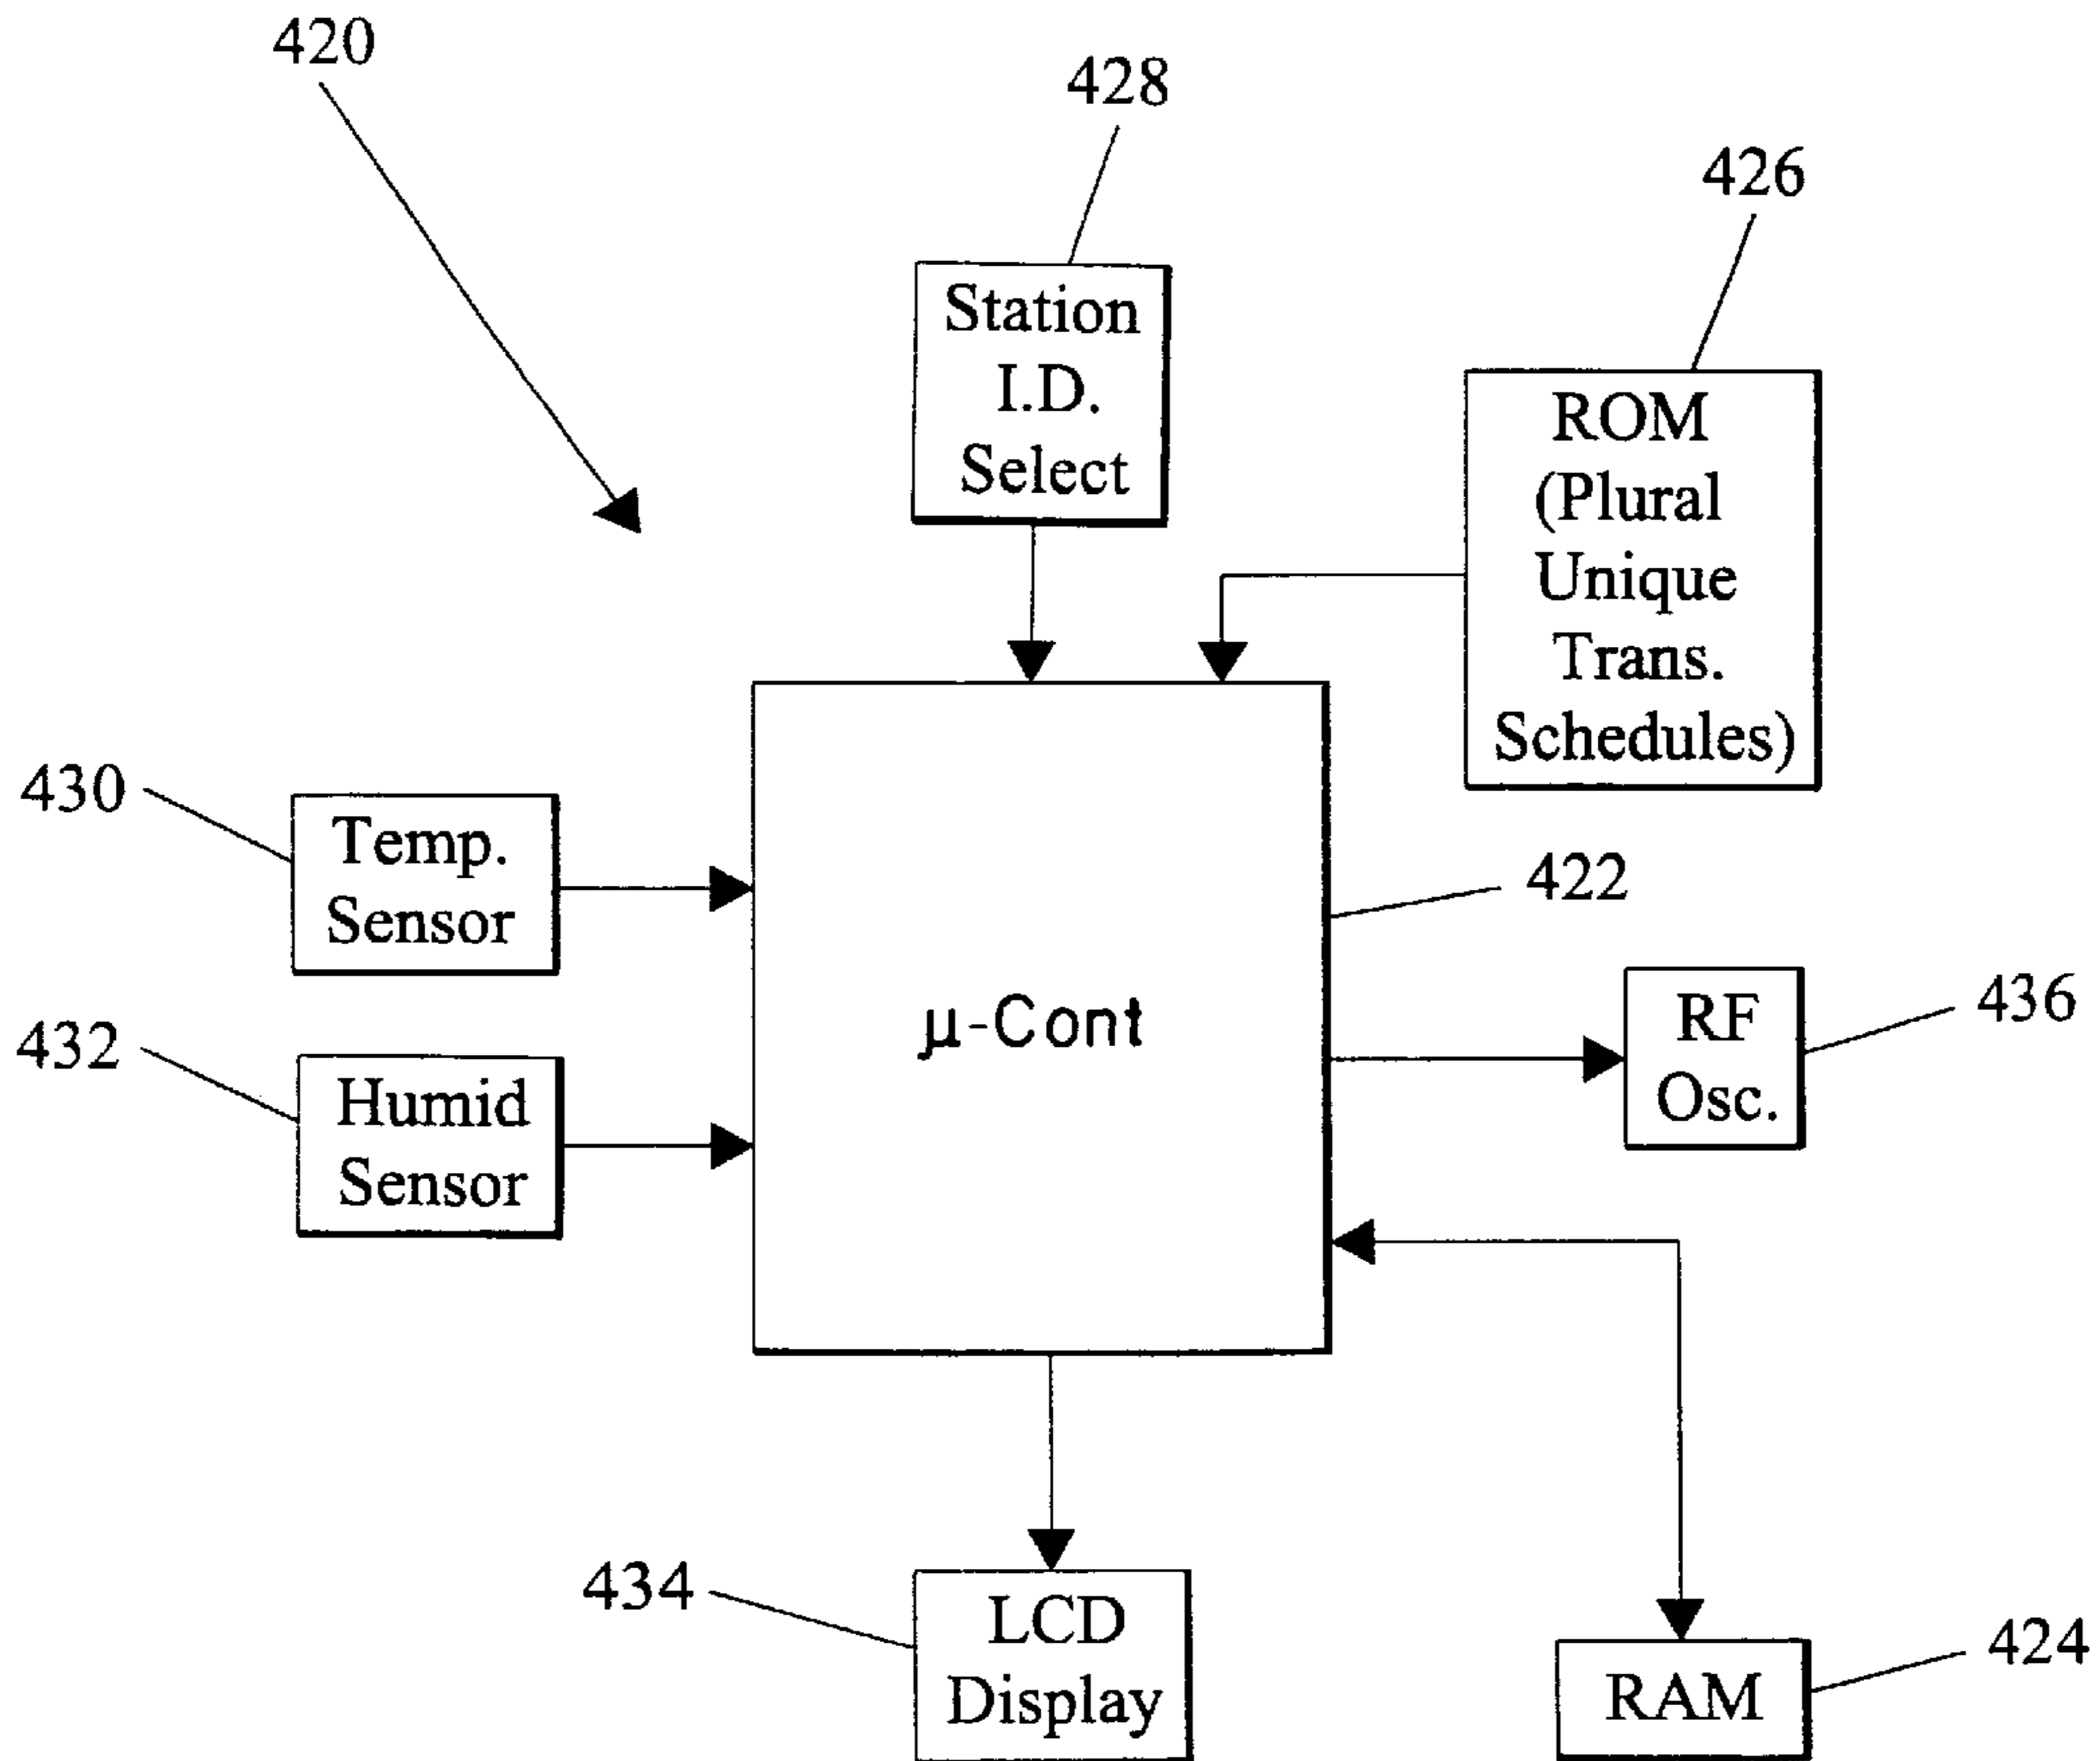 420
428
426
Station
I.D.
Select
ROM
(Plural
Unique
Trans.
Schedules)
430
Temp.
Sensor
422
432
Humid
Sensor
µ-Cont
RF
Osc.
436
434
LCD
Display
RAM
424